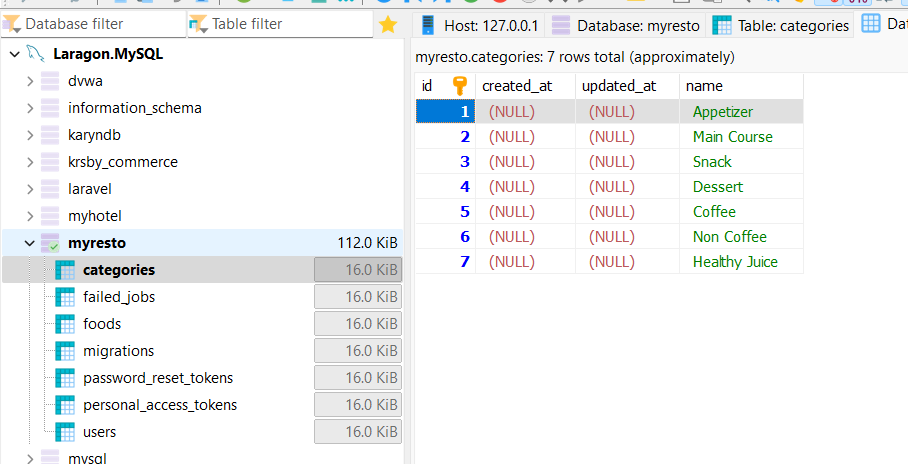 Database filter
Table filter
Laragon.MySQL
dvwa
information_schema
karyndb
krsby_commerce
laravel
myhotel
myresto 112.0 KiB
categories 16.0 KiB
failed_jobs 16.0 KiB
foods 16.0 KiB
migrations 16.0 KiB
password_reset_tokens 16.0 KiB
personal_access_tokens 16.0 KiB
users 16.0 KiB
mysql
Host: 127.0.0.1 Database: myresto Table: categories
myresto.categories: 7 rows total (approximately)
id created_at updated_at name
1 (NULL) (NULL) Appetizer
2 (NULL) (NULL) Main Course
3 (NULL) (NULL) Snack
4 (NULL) (NULL) Dessert
5 (NULL) (NULL) Coffee
6 (NULL) (NULL) Non Coffee
7 (NULL) (NULL) Healthy Juice